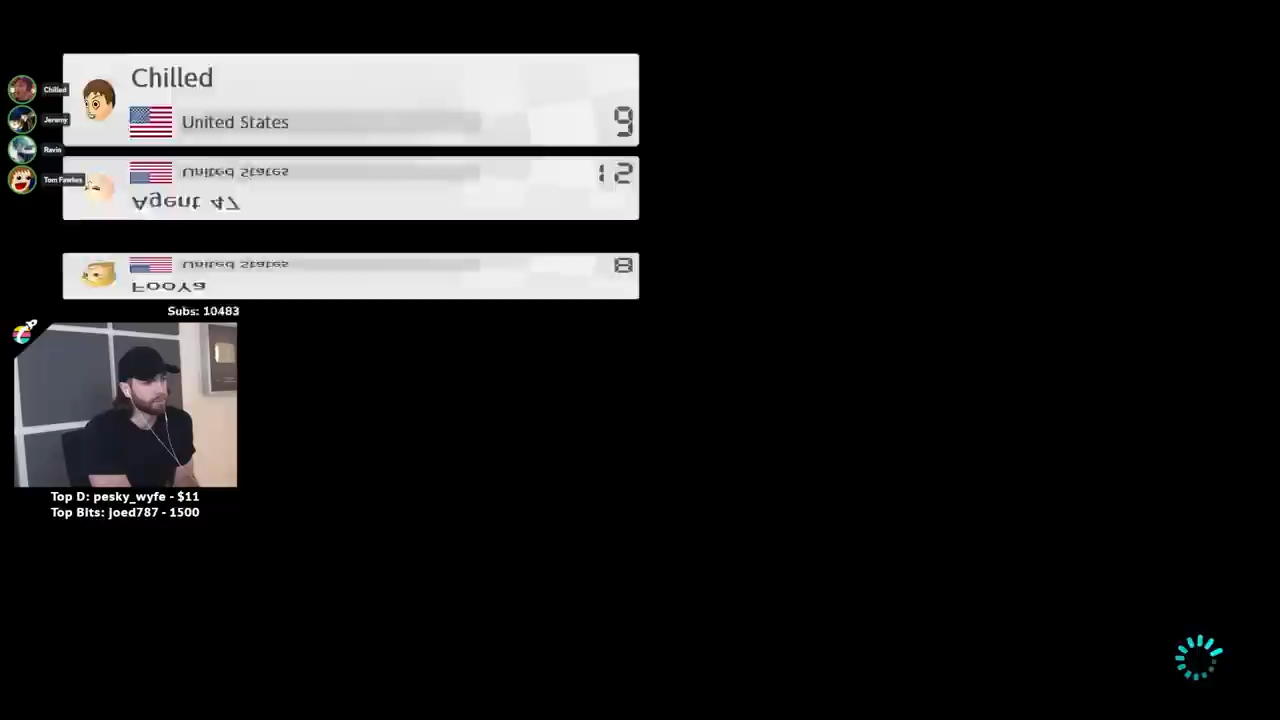 Chilled
United States
9
Chilled
Jeremy
Ravin
Tom Fawkes
United States
12
Agent 47
United States
8
FooYa
Subs: 10483
Top D: pesky_wyfe - $11
Top Bits: joed787 - 1500